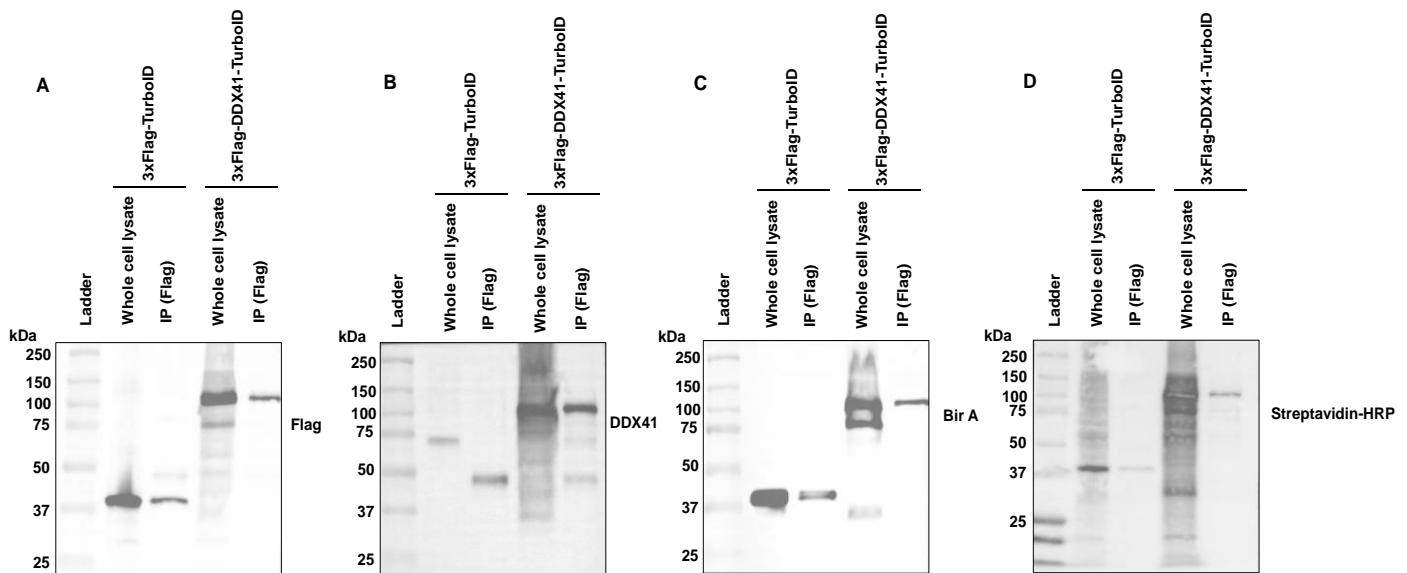 A
3xFlag-TurboID
3xFlag-DDX41-TurboID
Ladder
Whole cell lysate
IP (Flag)
Whole cell lysate
IP (Flag)
kDa
250
150
100
75
50
37
25
Flag
B
3xFlag-TurboID
3xFlag-DDX41-TurboID
Ladder
Whole cell lysate
IP (Flag)
Whole cell lysate
IP (Flag)
kDa
250
150
100
75
50
37
25
DDX41
C
3xFlag-TurboID
3xFlag-DDX41-TurboID
Ladder
Whole cell lysate
IP (Flag)
Whole cell lysate
IP (Flag)
kDa
250
150
100
75
50
37
25
Bir A
D
3xFlag-TurboID
3xFlag-DDX41-TurboID
Ladder
Whole cell lysate
IP (Flag)
Whole cell lysate
IP (Flag)
kDa
250
150
100
75
50
37
25
Streptavidin-HRP